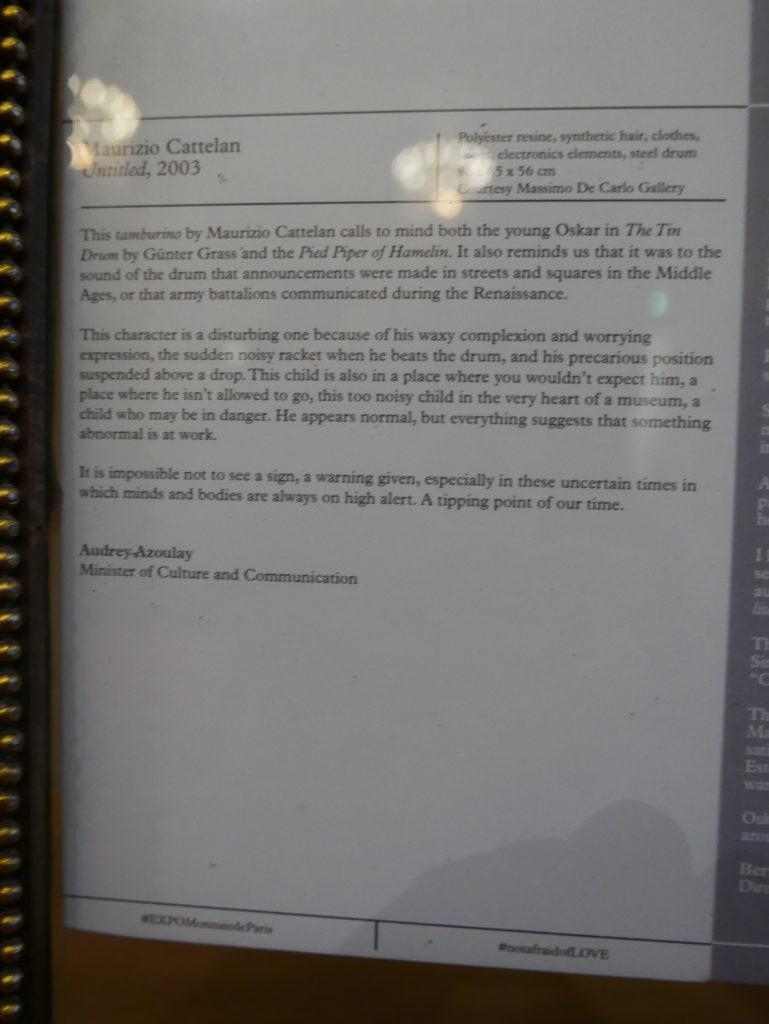 Maurizio Cattelan
Untitled, 2003
Polyester resine, synthetic hair, clothes,
electronics elements, steel drum
x 56 cm
Courtesy Massimo De Carlo Gallery
This tamburino by Maurizio Cattelan calls to mind both the young Oskar in The Tin
Drum by Günter Grass and the Pied Piper of Hamelin. It also reminds us that it was to the
sound of the drum that announcements were made in streets and squares in the Middle
Ages, or that army battalions communicated during the Renaissance.
This character is a disturbing one because of his waxy complexion and worrying
expression, the sudden noisy racket when he beats the drum, and his precarious position
suspended above a drop. This child is also in a place where you wouldn't expect him, a
place where he isn't allowed to go, this too noisy child in the very heart of a museum, a
child who may be in danger. He appears normal, but everything suggests that something
abnormal is at work.
It is impossible not to see a sign, a warning given, especially in these uncertain times in
which minds and bodies are always on high alert. A tipping point of our time.
Audrey Azoulay
Minister of Culture and Communication
#EXPOMonnaiedeParis
#notafraidofLOVE